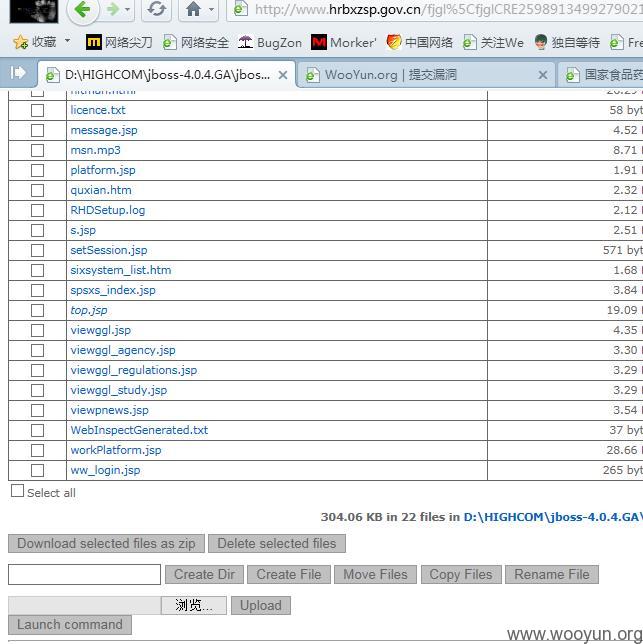 http://www.hrbxzsp.gov.cn/fjgl%5CfjglCRE2598913499279021
收藏 网络尖刀 网络安全 BugZon Morker' 中国网络 关注We 独自等待 Fre
D:\HIGHCOM\jboss-4.0.4.GA\jbos... WooYun.org | 提交漏洞 国家食品药
licence.txt 58 byt
message.jsp 4.52
msn.mp3 8.71
platform.jsp 1.91
quxian.htm 2.32
RHDSetup.log 2.12
s.jsp 2.51
setSession.jsp 571 byt
sixsystem_list.htm 1.68
spsxs_index.jsp 3.84
top.jsp 19.09
viewggl.jsp 4.35
viewggl_agency.jsp 3.30
viewggl_regulations.jsp 3.29
viewggl_study.jsp 3.29
viewpnews.jsp 3.54
WebInspectGenerated.txt 37 byt
workPlatform.jsp 28.66
ww_login.jsp 265 byt
Select all
304.06 KB in 22 files in D:\HIGHCOM\jboss-4.0.4.GA\
Download selected files as zip Delete selected files
Create Dir Create File Move Files Copy Files Rename File
浏览... Upload
Launch command
www.wooyun.org